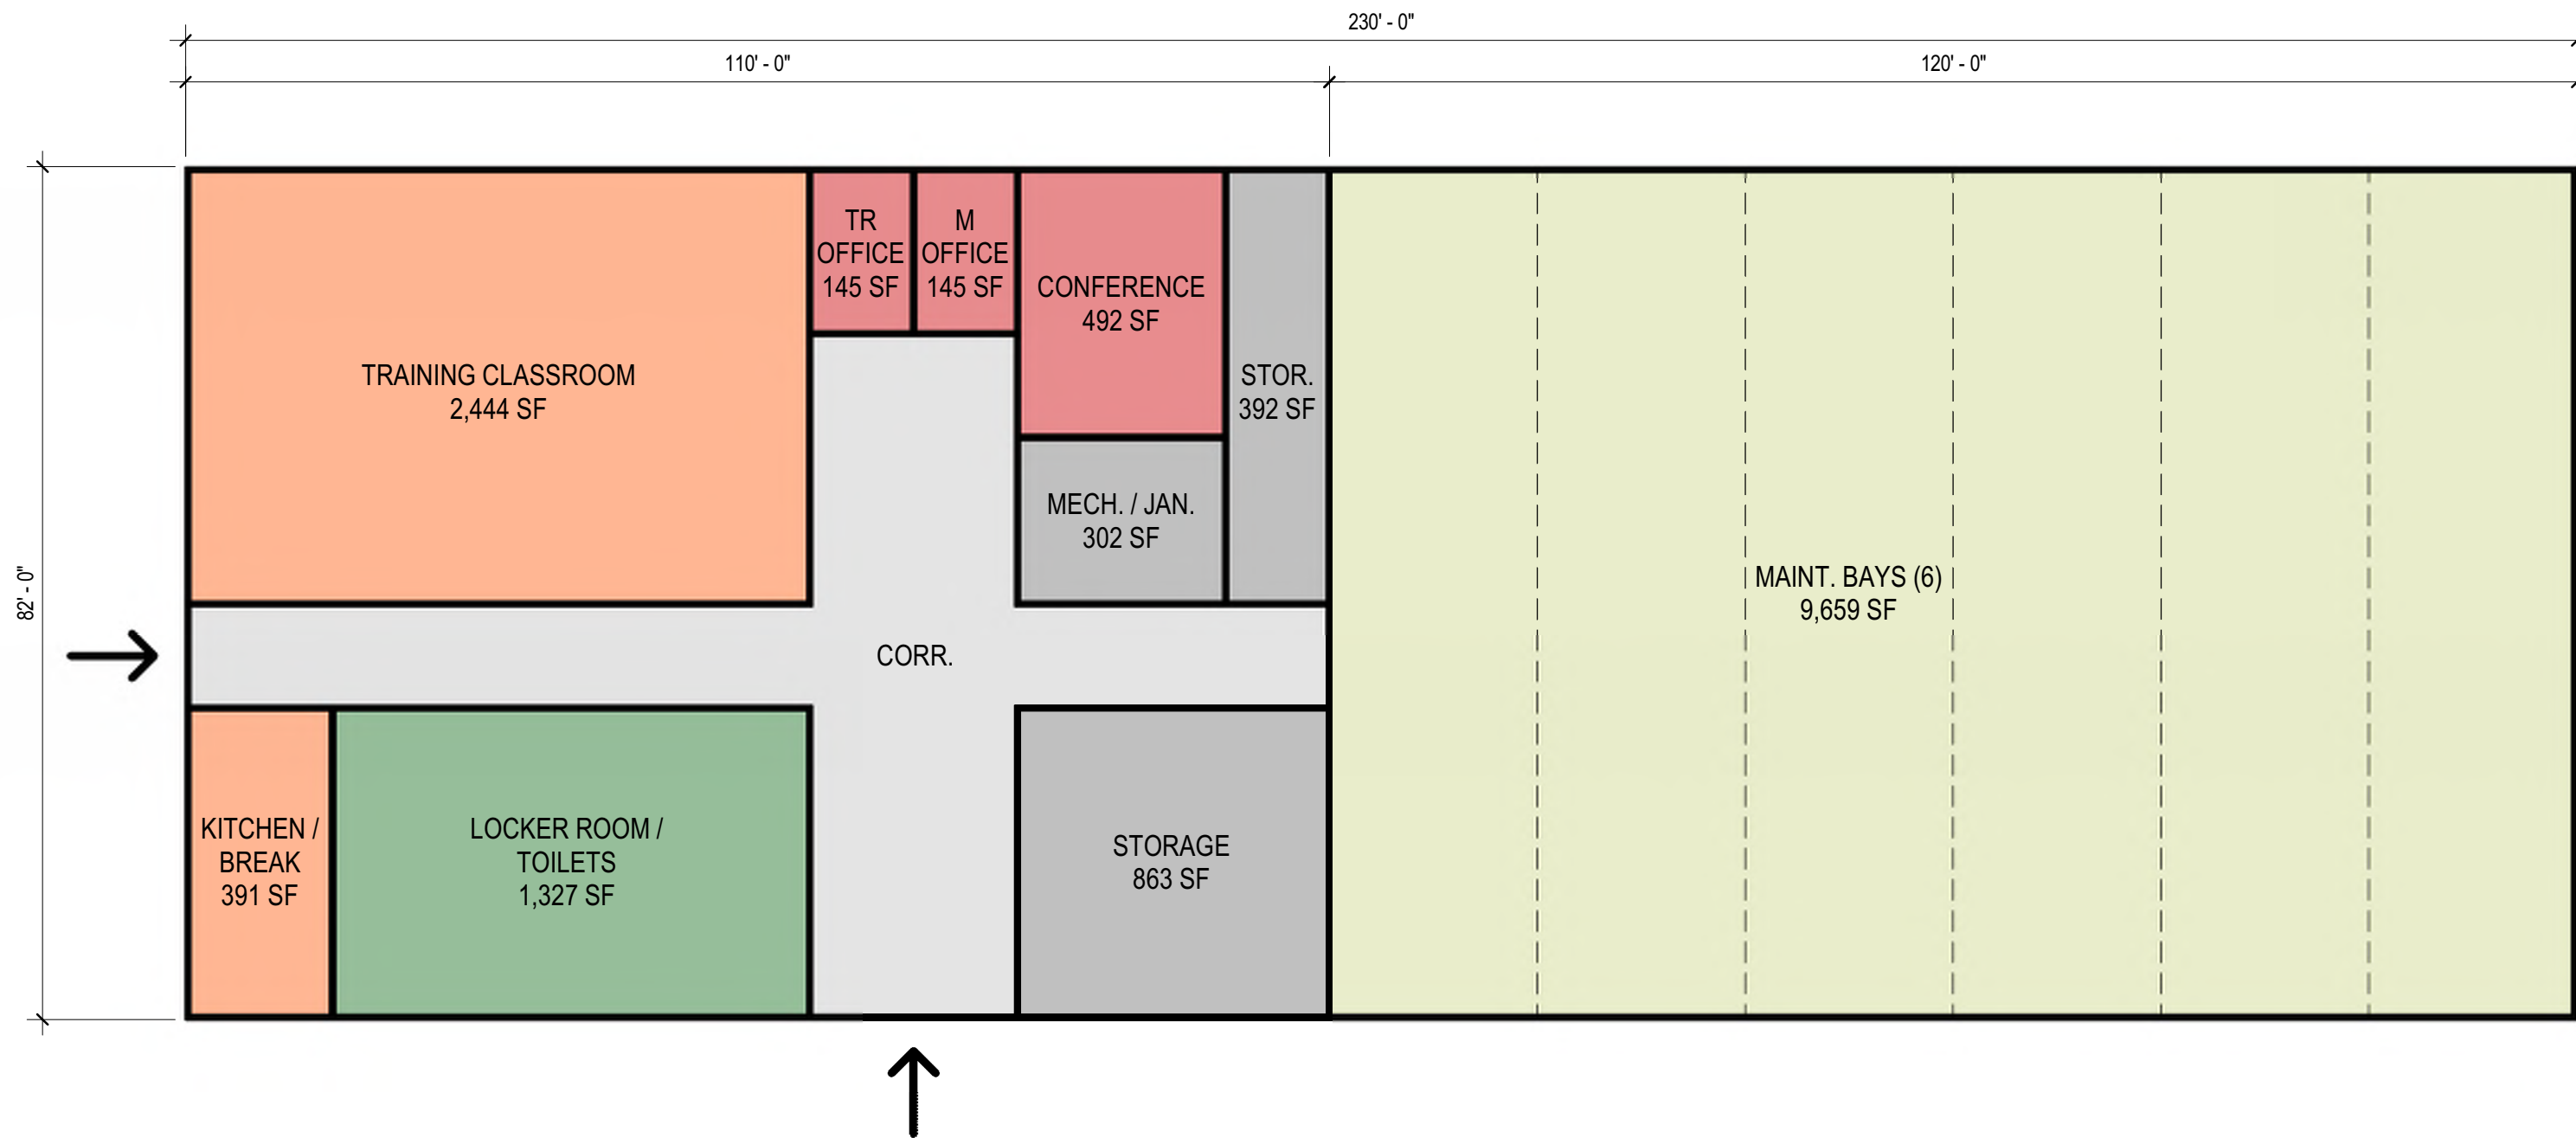 230' - 0"
110' - 0"
120' - 0"
82' - 0"
TRAINING CLASSROOM
2,444 SF
TR
OFFICE
145 SF
M
OFFICE
145 SF
CONFERENCE
492 SF
STOR.
392 SF
MECH. / JAN.
302 SF
MAINT. BAYS (6)
9,659 SF
CORR.
KITCHEN /
BREAK
391 SF
LOCKER ROOM /
TOILETS
1,327 SF
STORAGE
863 SF